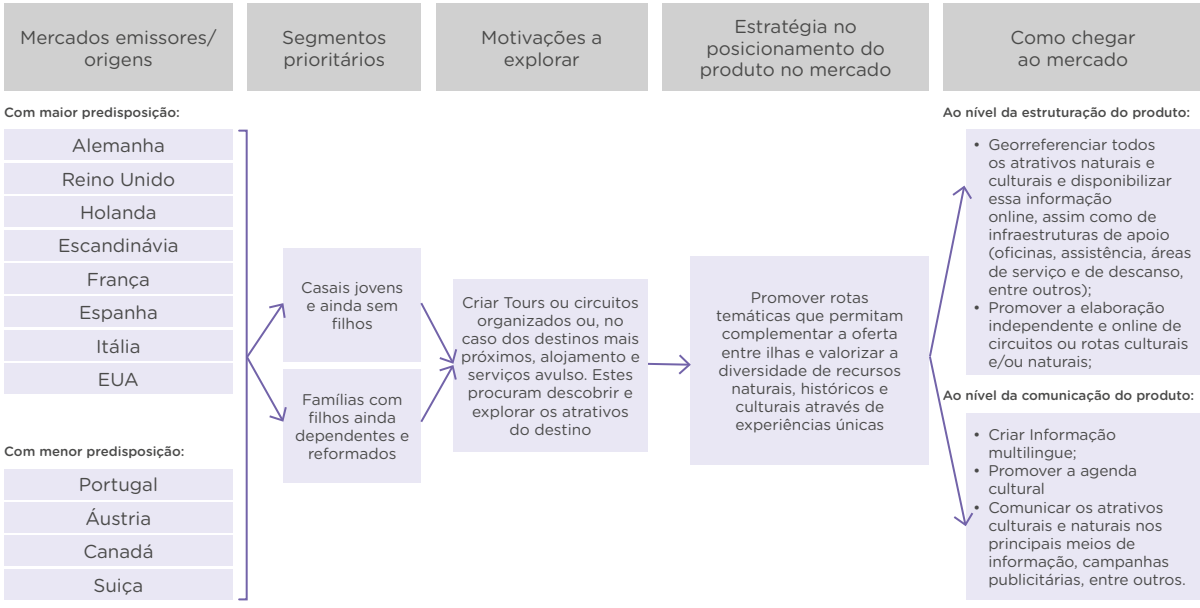 Mercados emissores/
origens
Segmentos
prioritários
Motivações a
explorar
Estratégia no
posicionamento do
produto no mercado
Como chegar
ao mercado
Com maior predisposição:
Alemanha
Reino Unido
Holanda
Escandinávia
França
Espanha
Itália
EUA
Com menor predisposição:
Portugal
Áustria
Canadá
Suiça
Casais jovens
e ainda sem
filhos
Famílias com
filhos ainda
dependentes e
reformados
Criar Tours ou circuitos
organizados ou, no
caso dos destinos mais
próximos, alojamento e
serviços avulso. Estes
procuram descobrir e
explorar os atrativos
do destino
Promover rotas
temáticas que permitam
complementar a oferta
entre ilhas e valorizar a
diversidade de recursos
naturais, históricos e
culturais através de
experiências únicas
Ao nível da estruturação do produto:
• Georreferenciar todos
os atrativos naturais e
culturais e disponibilizar
essa informação
online, assim como de
infraestruturas de apoio
(oficinas, assistência, áreas
de serviço e de descanso,
entre outros);
• Promover a elaboração
independente e online de
circuitos ou rotas culturais
e/ou naturais;
Ao nível da comunicação do produto:
• Criar Informação
multilingue;
• Promover a agenda
cultural
• Comunicar os atrativos
culturais e naturais nos
principais meios de
informação, campanhas
publicitárias, entre outros.